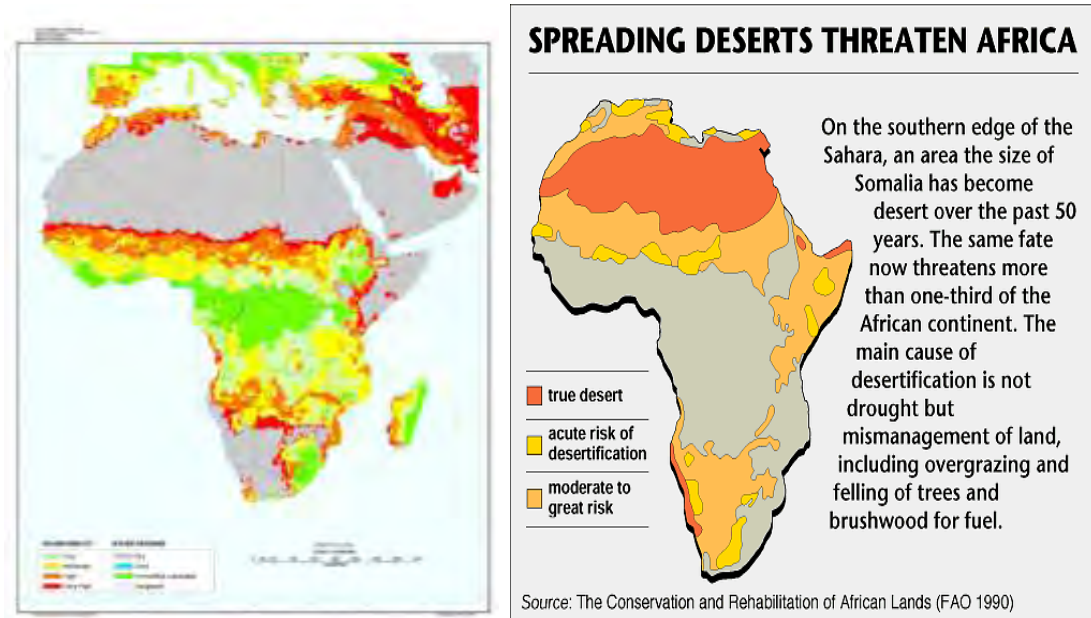 SPREADING DESERTS THREATEN AFRICA
On the southern edge of the
Sahara, an area the size of
Somalia has become
desert over the past 50
years. The same fate
now threatens more
than one-third of the
African continent. The
main cause of
desertification is not
drought but
mismanagement of land,
including overgrazing and
felling of trees and
brushwood for fuel.
true desert
acute risk of
desertification
moderate to
great risk
Source: The Conservation and Rehabilitation of African Lands (FAO 1990)